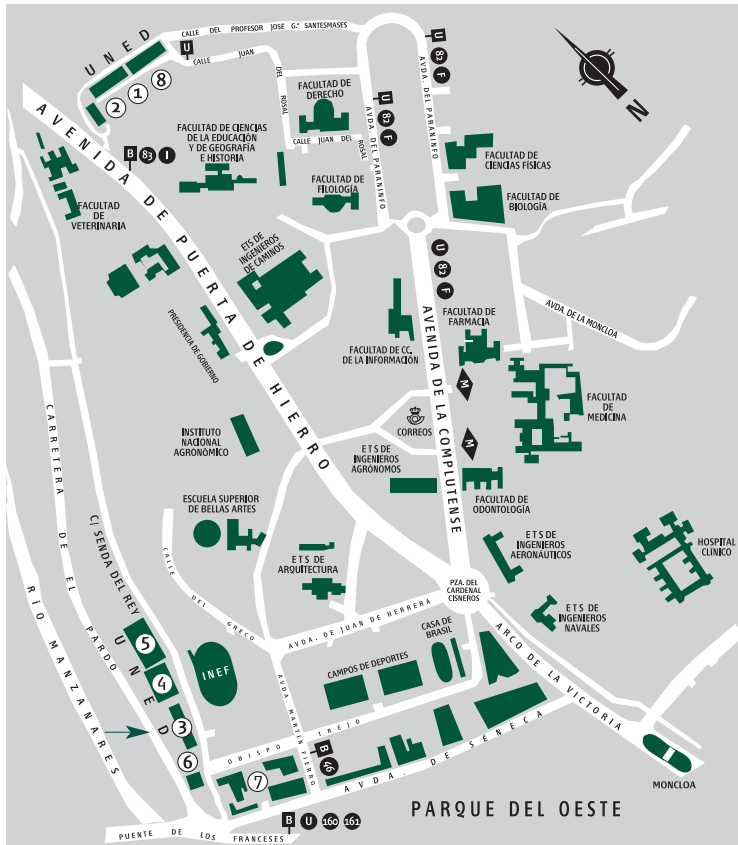 CALLE DEL PROFESOR JOSÉ G.ª SANTESMASES
UNED
U
CALLE JUAN DEL ROSAL
2
1
8
U
82
F
AVDA. DEL PARANINFO
N
FACULTAD DE
DERECHO
U
82
F
AVDA. DEL PARANINFO
AVENIDA DE PUERTA DE HIERRO
B 83 I
FACULTAD DE CIENCIAS
DE LA EDUCACIÓN
Y DE GEOGRAFÍA
E HISTORIA
CALLE JUAN DEL ROSAL
FACULTAD DE
CIENCIAS FÍSICAS
FACULTAD DE
FILOLOGÍA
FACULTAD DE
BIOLOGÍA
FACULTAD
DE
VETERINARIA
ETS DE
INGENIEROS
DE CAMINOS
U
82
F
AVENIDA DE LA COMPLUTENSE
AVDA. DE LA MONCLOA
PRESIDENCIA DE GOBIERNO
FACULTAD DE
FARMACIA
FACULTAD DE CC.
DE LA INFORMACIÓN
M
FACULTAD
DE
MEDICINA
CORREOS
M
CARRETERA DE EL PARDO
INSTITUTO
NACIONAL
AGRONÓMICO
E T S
DE
INGENIEROS
AGRÓNOMOS
FACULTAD DE
ODONTOLOGÍA
ESCUELA SUPERIOR
DE BELLAS ARTES
C/ SENDA DEL REY
E T S DE
INGENIEROS
AERONÁUTICOS
HOSPITAL
CLÍNICO
E T S DE
ARQUITECTURA
CALLE DEL GRECO
PZA. DEL
CARDENAL
CISNEROS
E T S DE
INGENIEROS
NAVALES
RÍO MANZANARES
AVDA. DE JUAN DE HERRERA
CASA DE
BRASIL
ARCO DE LA VICTORIA
UNED
5
4
3
6
INEF
CAMPOS DE DEPORTES
AVDA. MARTÍN FIERRO
OBISPO TREJO
B
46
7
AVDA. DE SÉNECA
MONCLOA
PARQUE DEL OESTE
B U 160 161
PUENTE DE LOS FRANCESES